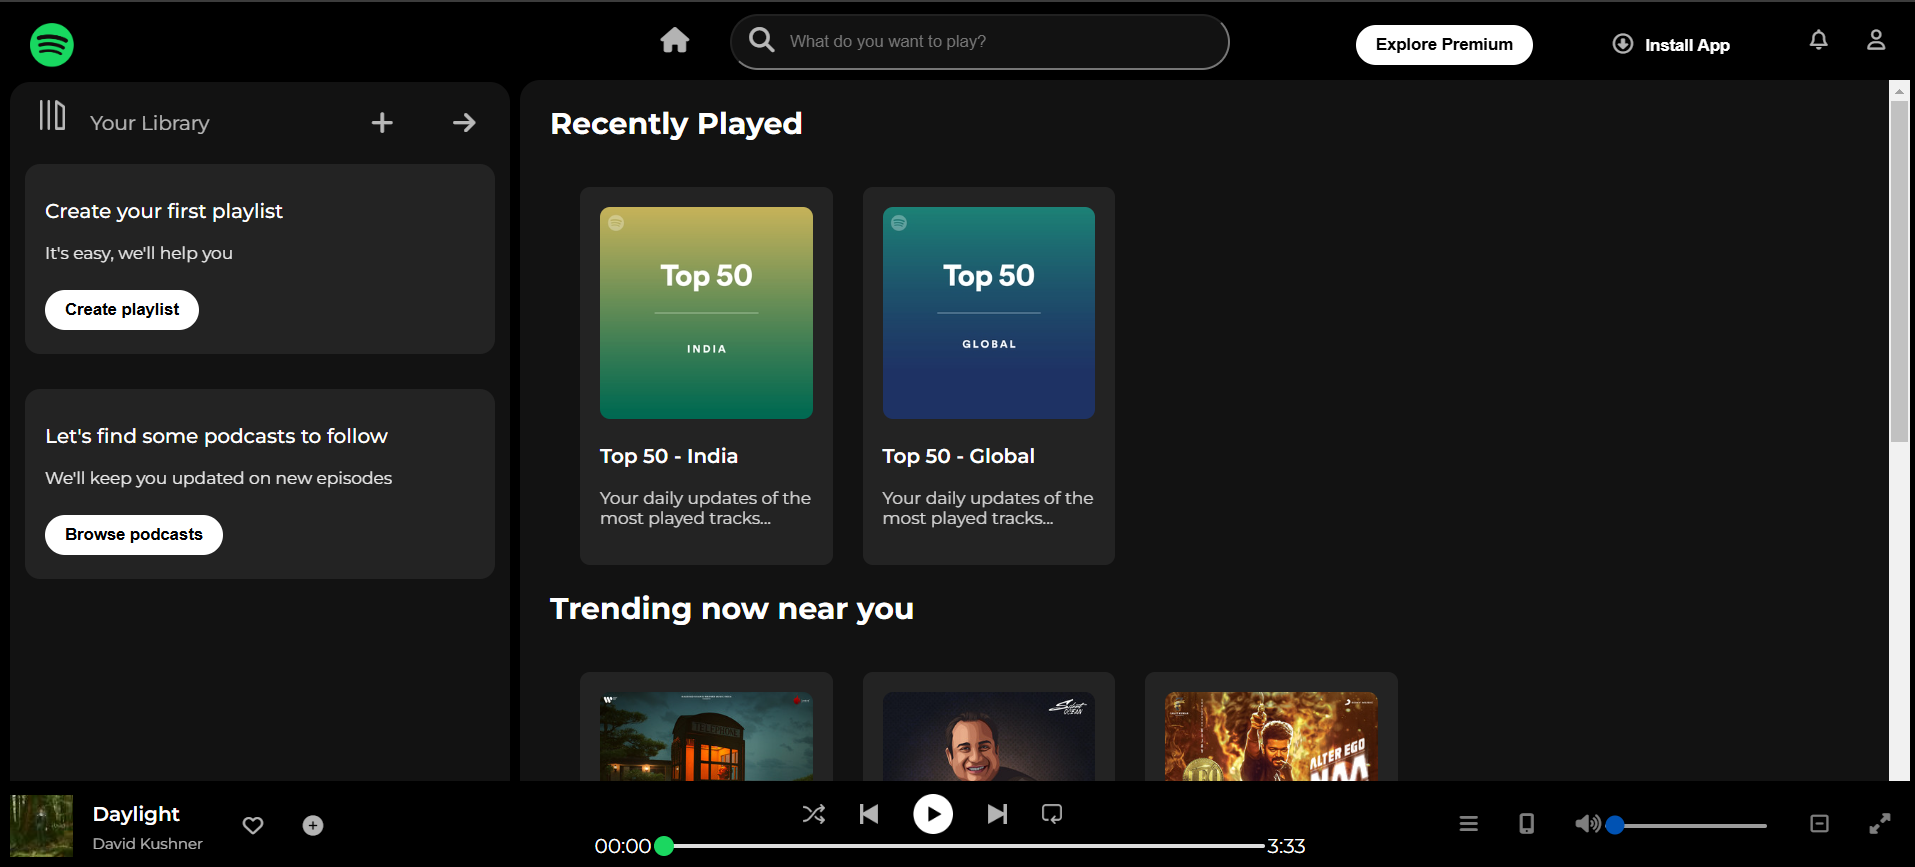 What do you want to play?
Explore Premium
Install App
Your Library
Create your first playlist
It's easy, we'll help you
Create playlist
Let's find some podcasts to follow
We'll keep you updated on new episodes
Browse podcasts
Recently Played
Top 50
INDIA
Top 50 - India
Your daily updates of the
most played tracks...
Top 50
GLOBAL
Top 50 - Global
Your daily updates of the
most played tracks...
Trending now near you
TELEPHONE
Silent
OCEAN
ALTER EGO
Daylight
David Kushner
00:00
3:33